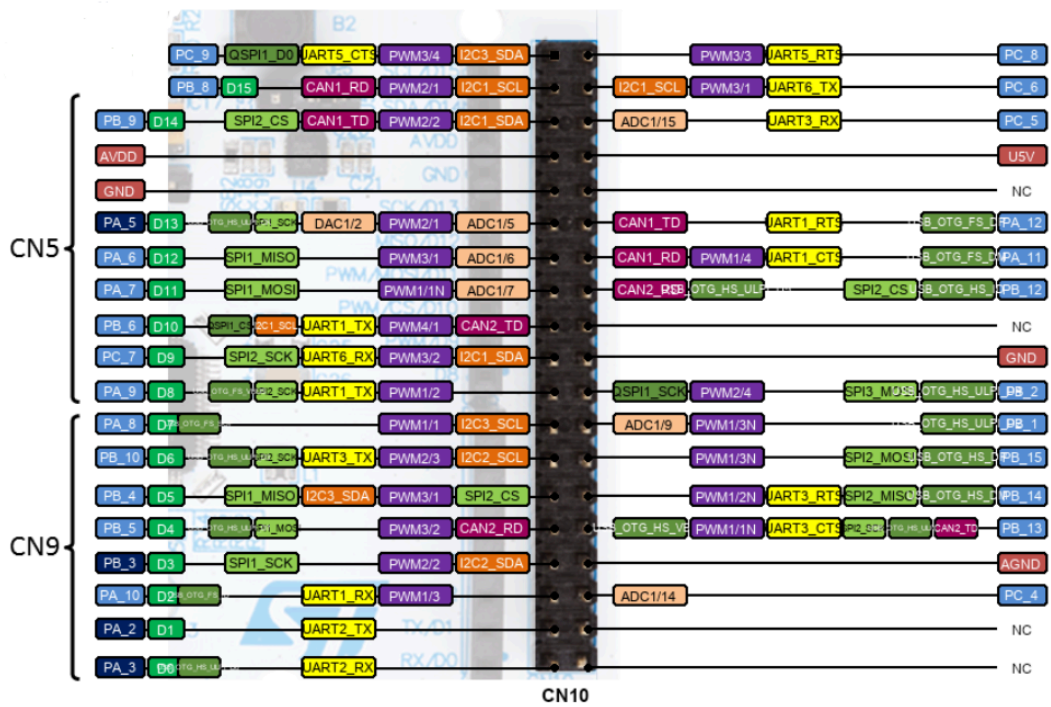 B2
PC_9 QSPI1_D0 UART5_CTS PWM3/4 I2C3_SDA PWM3/3 UART5_RTS PC_8
PB_8 D15 CAN1_RD PWM2/1 I2C1_SCL I2C1_SCL PWM3/1 UART6_TX PC_6
PB_9 D14 SPI2_CS CAN1_TD PWM2/2 I2C1_SDA ADC1/15 UART3_RX PC_5
AVDD U5V
GND NC
PA_5 D13 DAC1/2 PWM2/1 ADC1/5 CAN1_TD UART1_RTS PA_12
CN5
PA_6 D12 SPI1_MISO PWM3/1 ADC1/6 CAN1_RD PWM1/4 UART1_CTS PA_11
PA_7 D11 SPI1_MOSI PWM1/1N ADC1/7 SPI2_CS PB_12
PB_6 D10 QSPI1_CS I2C1_SCL UART1_TX PWM4/1 CAN2_TD NC
PC_7 D9 SPI2_SCK UART6_RX PWM3/2 I2C1_SDA GND
PA_9 D8 UART1_TX PWM1/2 QSPI1_SCK PWM2/4
PA_8 D7 PWM1/1 I2C3_SCL ADC1/9 PWM1/3N
PB_10 D6 UART3_TX PWM2/3 I2C2_SCL PWM1/3N PB_15
PB_4 D5 SPI1_MISO I2C3_SDA PWM3/1 SPI2_CS PWM1/2N UART3_RTS SPI2_MISO PB_14
PB_5 D4 PWM3/2 CAN2_RD PWM1/1N UART3_CTS CAN2_TD PB_13
CN9
PB_3 D3 SPI1_SCK PWM2/2 I2C2_SDA AGND
PA_10 D2 UART1_RX PWM1/3 ADC1/14 PC_4
PA_2 D1 UART2_TX TX/D1 NC
PA_3 UART2_RX RX/D0 NC
CN10